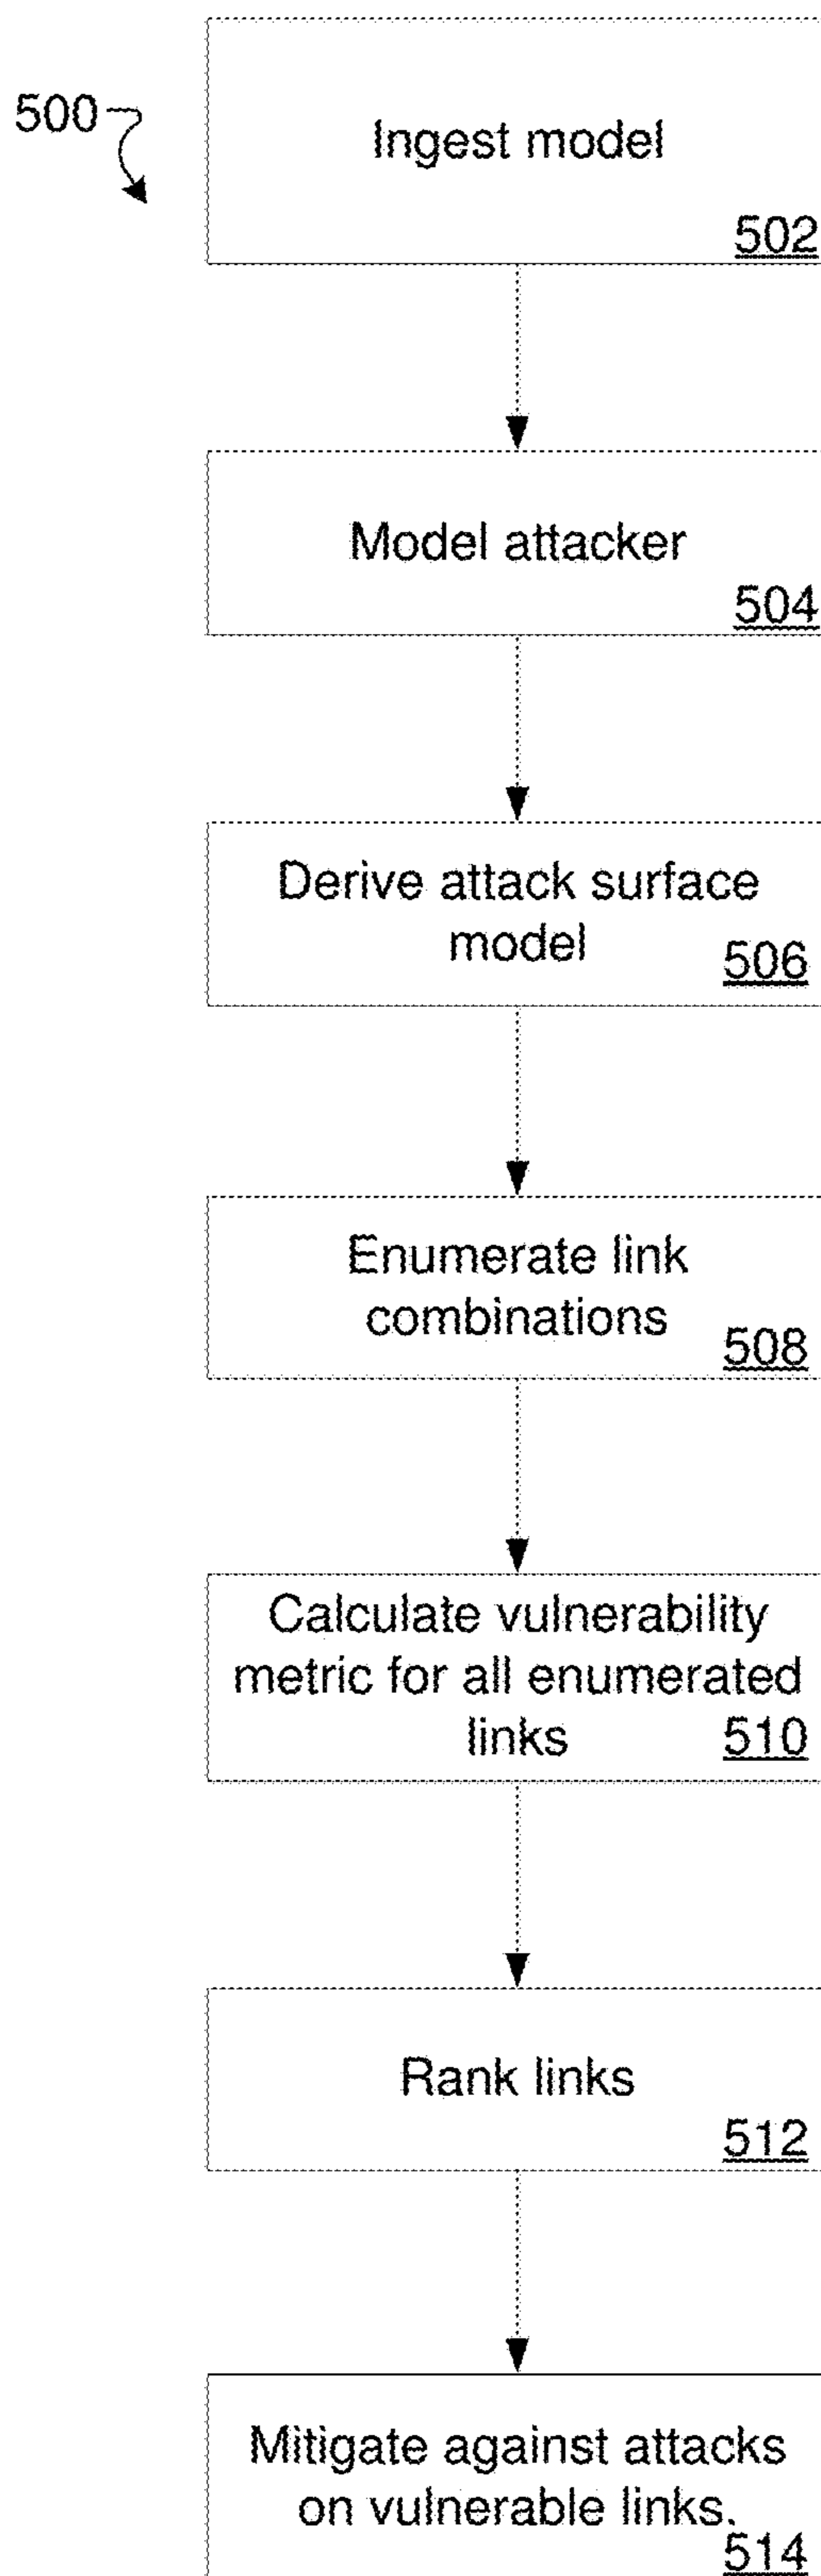 500
Ingest model
502
Model attacker
504
Derive attack surface
model
506
Enumerate link
combinations
508
Calculate vulnerability
metric for all enumerated
links
510
Rank links
512
Mitigate against attacks
on vulnerable links.
514